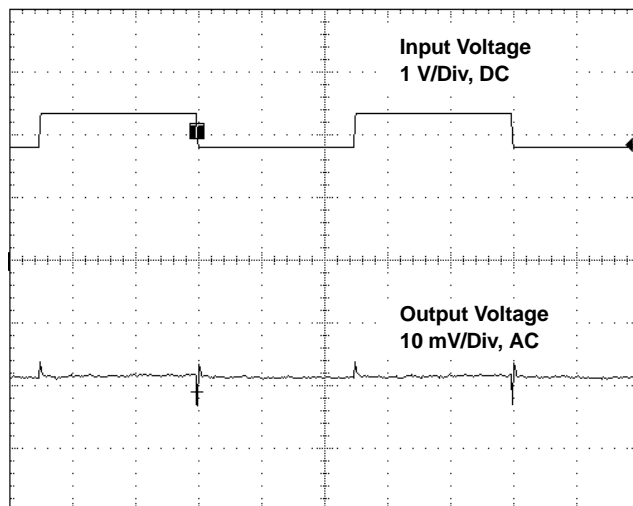 Input Voltage
1 V/Div, DC
Output Voltage
10 mV/Div, AC